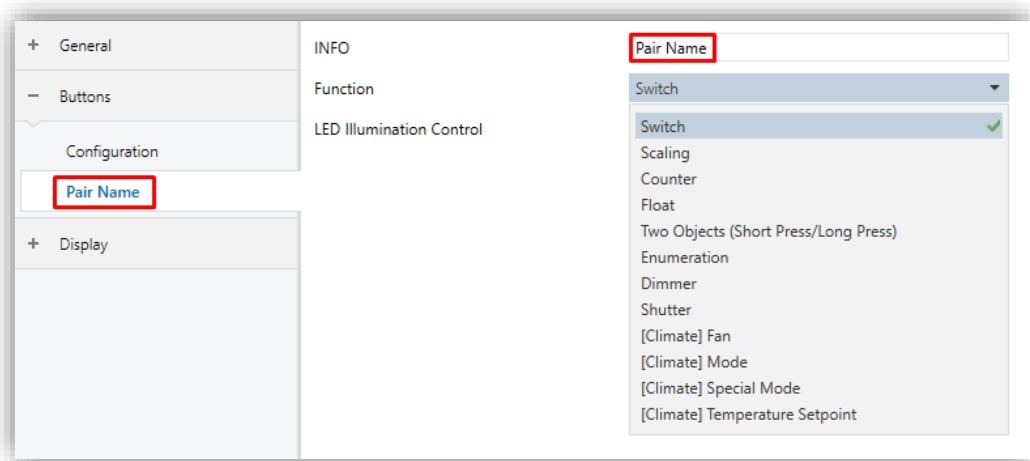 + General
− Buttons
Configuration
Pair Name
+ Display
INFO
Pair Name
Function
Switch
LED Illumination Control
Switch
Scaling
Counter
Float
Two Objects (Short Press/Long Press)
Enumeration
Dimmer
Shutter
[Climate] Fan
[Climate] Mode
[Climate] Special Mode
[Climate] Temperature Setpoint